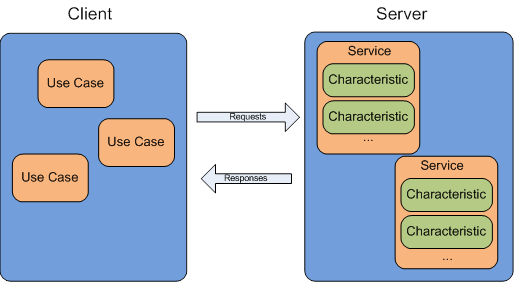 Client
Server
Use Case
Use Case
Use Case
Requests
Responses
Service
Characteristic
Characteristic
...
Service
Characteristic
Characteristic
...